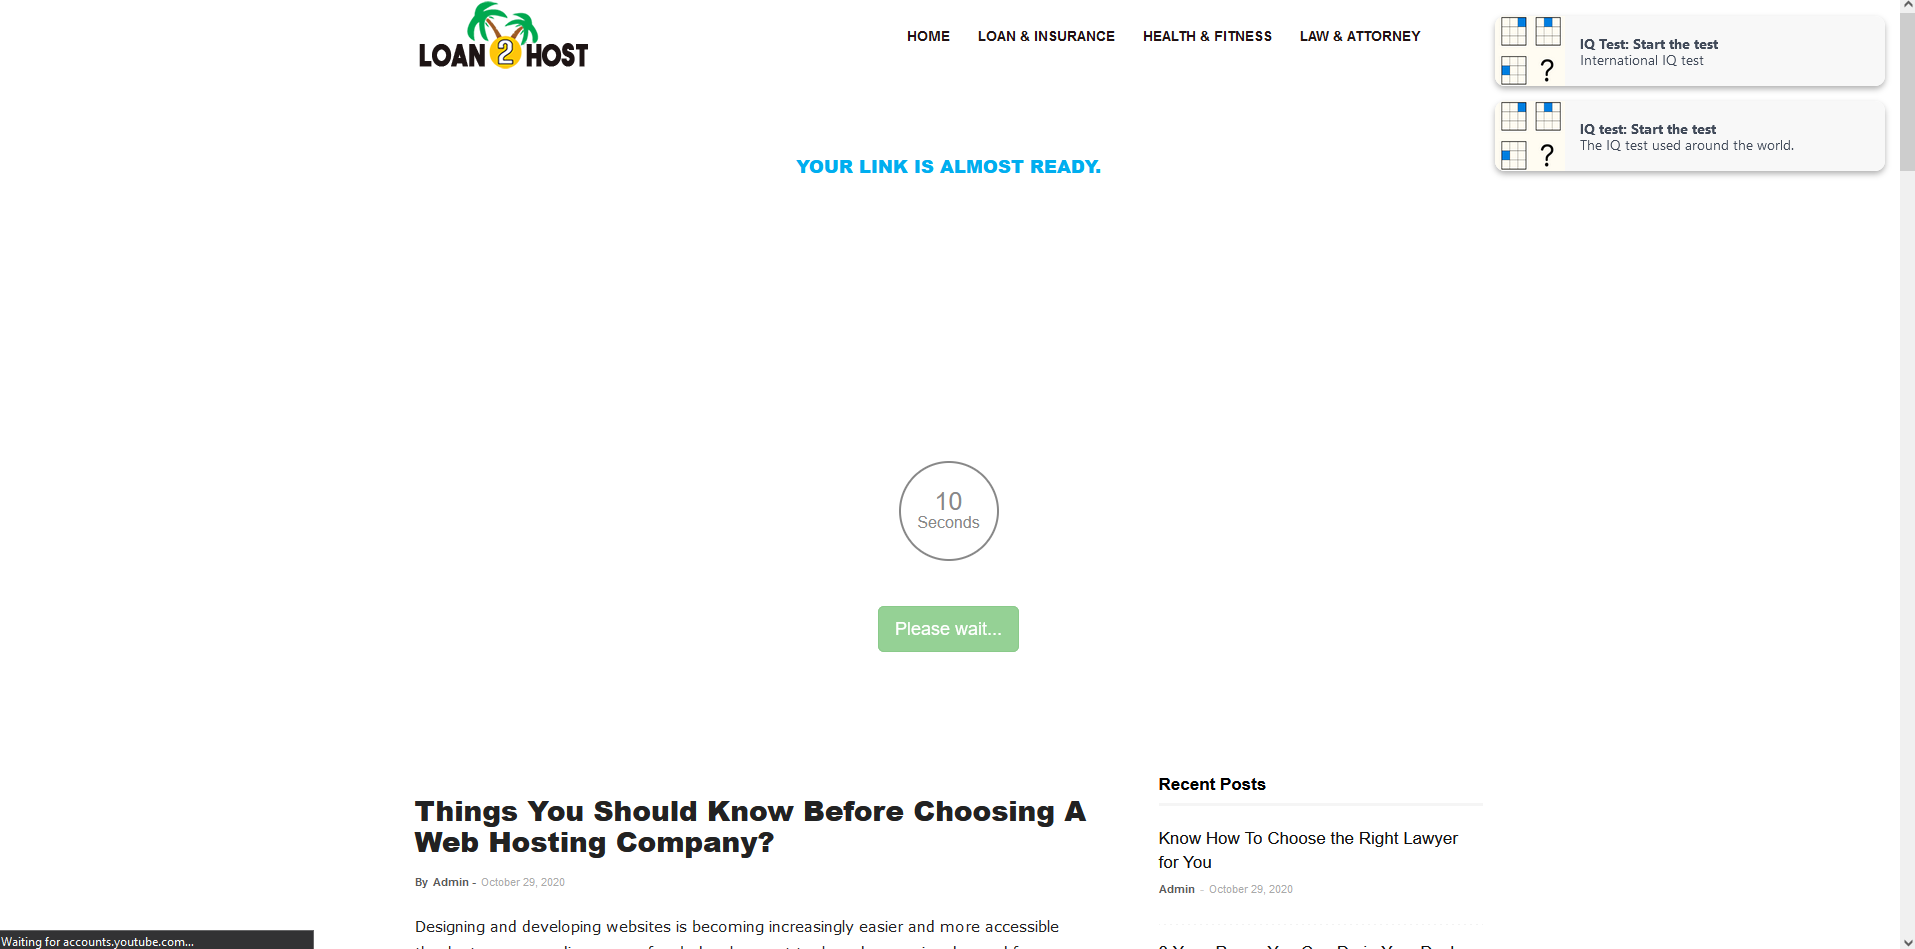 LOAN 2 HOST
HOME LOAN & INSURANCE HEALTH & FITNESS LAW & ATTORNEY
IQ Test: Start the test
International IQ test
?
IQ test: Start the test
The IQ test used around the world.
?
YOUR LINK IS ALMOST READY.
10
Seconds
Please wait...
Things You Should Know Before Choosing A
Web Hosting Company?
By Admin - October 29, 2020
Designing and developing websites is becoming increasingly easier and more accessible
Recent Posts
Know How To Choose the Right Lawyer
for You
Admin - October 29, 2020
Waiting for accounts.youtube.com...